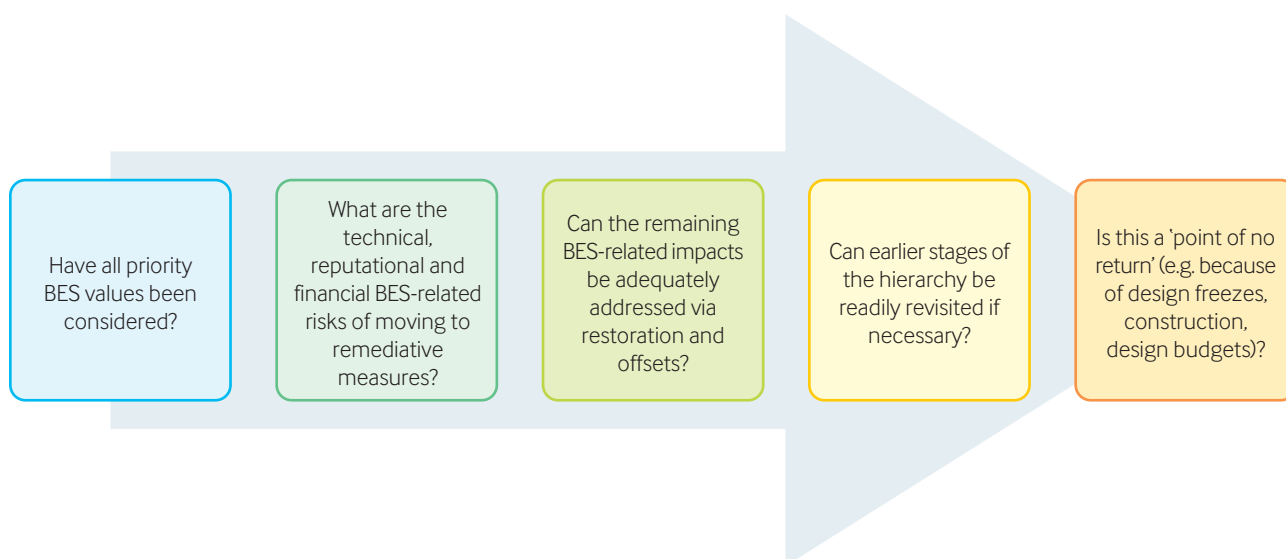 Have all priority
BES values been
considered?
What are the
technical,
reputational and
financial BES-related
risks of moving to
remediative
measures?
Can the remaining
BES-related impacts
be adequately
addressed via
restoration and
offsets?
Can earlier stages of
the hierarchy be
readily revisited if
necessary?
Is this a ‘point of no
return’ (e.g. because
of design freezes,
construction,
design budgets)?